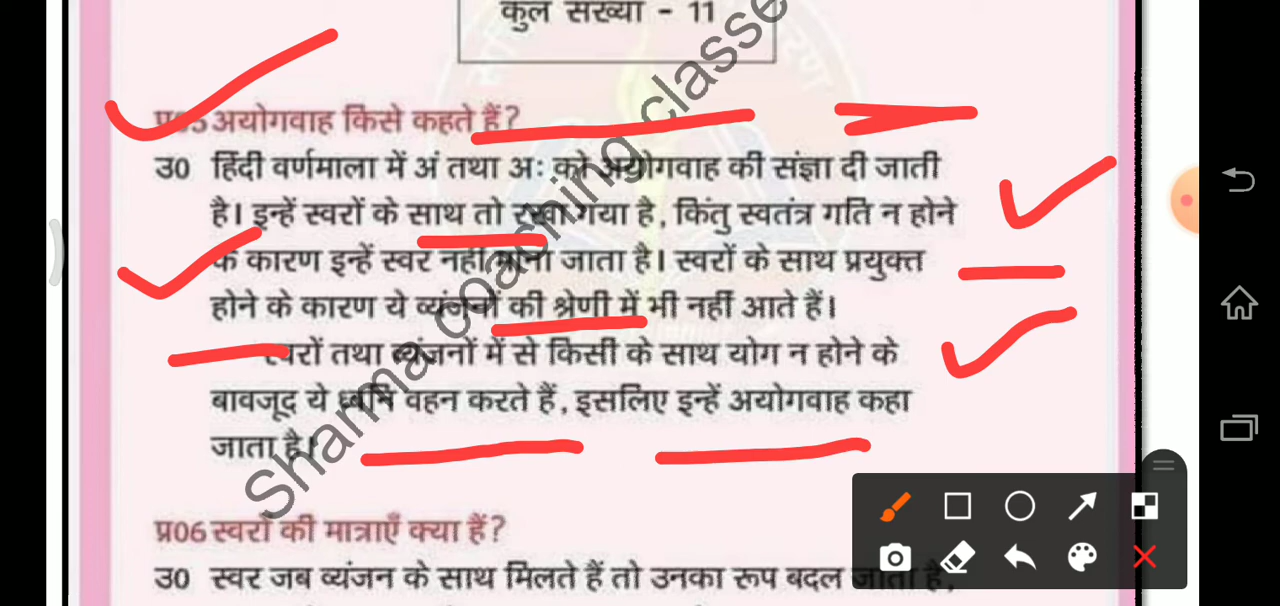 कुल संख्या - 11
प्र05 अयोगवाह किसे कहते हैं?
उ0 हिंदी वर्णमाला में अं तथा अः को अयोगवाह की संज्ञा दी जाती
है। इन्हें स्वरों के साथ तो रखा गया है, किंतु स्वतंत्र गति न होने
के कारण इन्हें स्वर नहीं माना जाता है। स्वरों के साथ प्रयुक्त
होने के कारण ये व्यंजनों की श्रेणी में भी नहीं आते हैं।
स्वरों तथा व्यंजनों में से किसी के साथ योग न होने के
बावजूद ये ध्वनि वहन करते हैं, इसलिए इन्हें अयोगवाह कहा
जाता है।
प्र06 स्वरों की मात्राएँ क्या हैं?
उ0 स्वर जब व्यंजन के साथ मिलते हैं तो उनका रूप बदल जाता है,
Sharma coaching classe